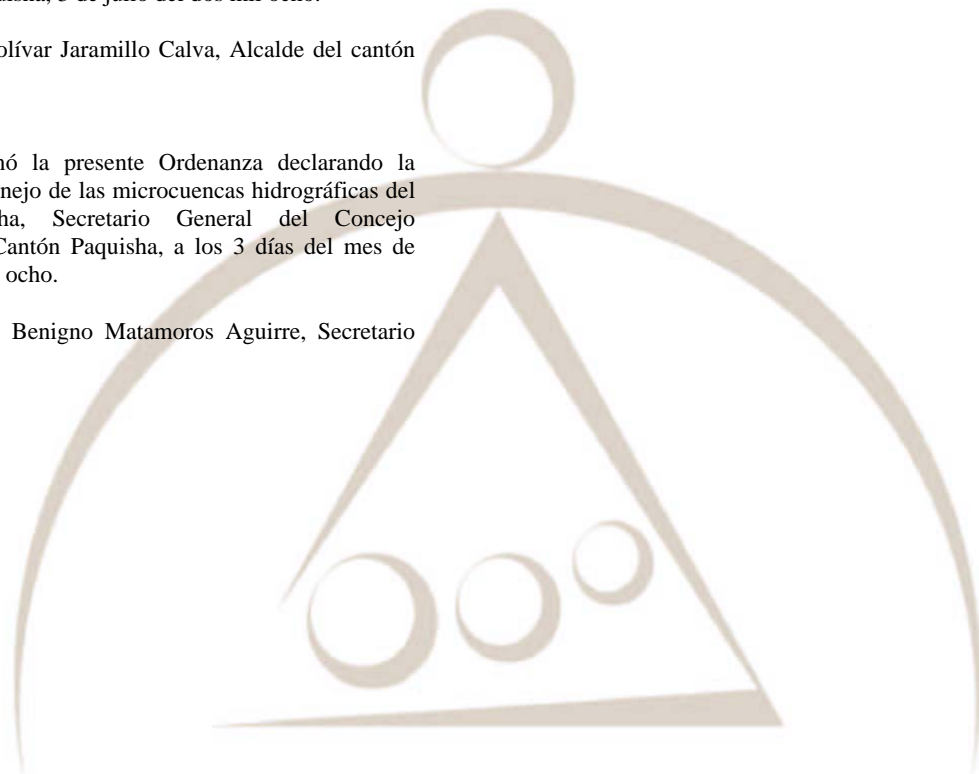 3 de julio del dos mil ocho.
olívar Jaramillo Calva, Alcalde del cantón
nó la presente Ordenanza declarando la
nejo de las microcuencas hidrográficas del
ha, Secretario General del Concejo
Cantón Paquisha, a los 3 días del mes de
ocho.
Benigno Matamoros Aguirre, Secretario